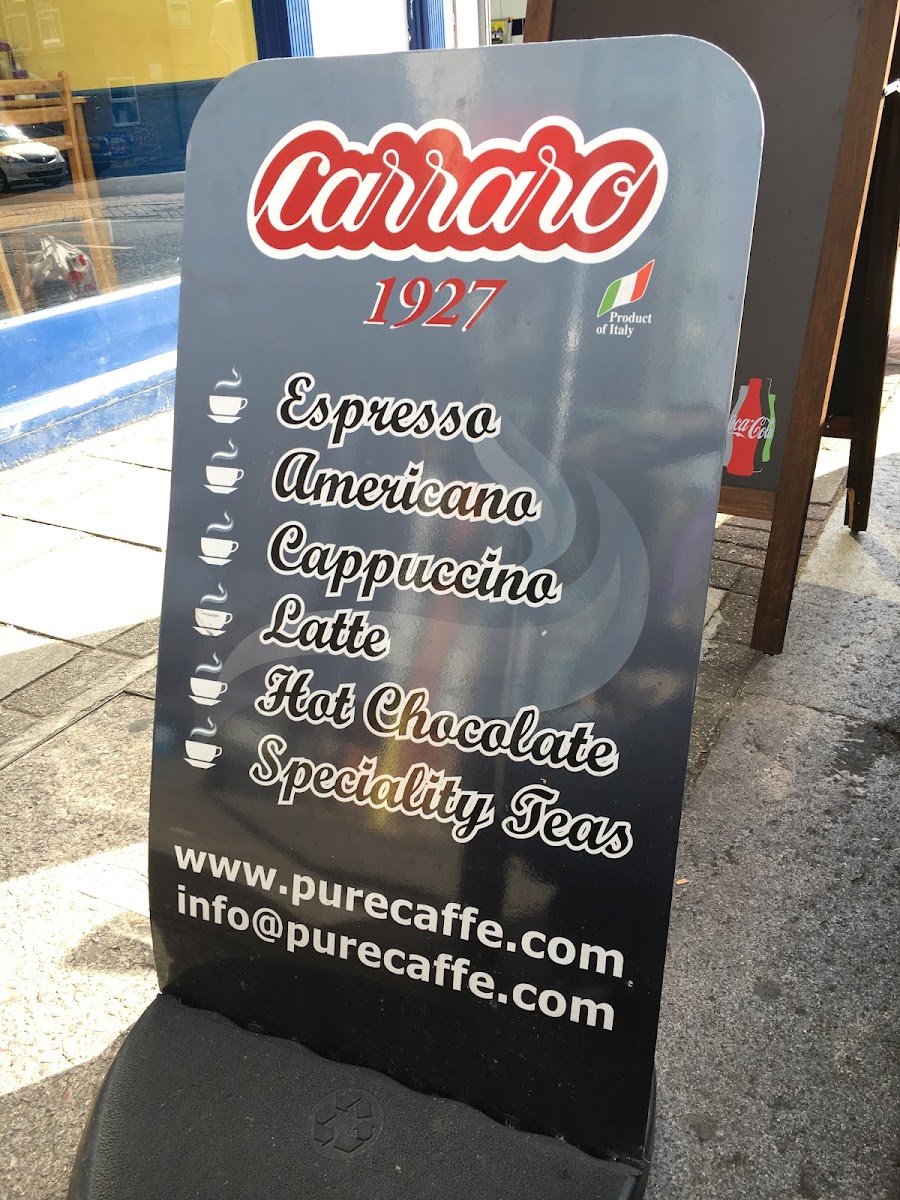 Carraro
1927
Product
of Italy
Espresso
Americano
Cappuccino
Latte
Hot Chocolate
Speciality Teas
www.purecaffe.com
info@purecaffe.com